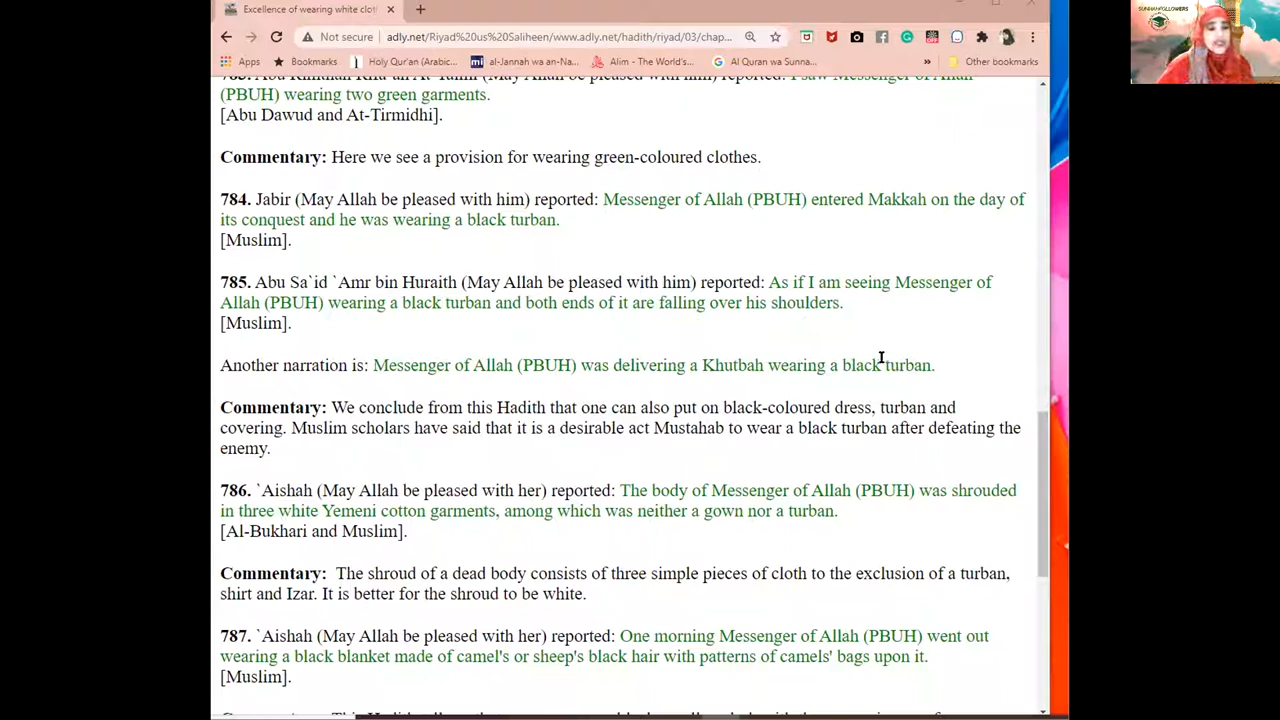 Excellence of wearing white clot
SUNNAHFOLLOWERS
Not secure
adly.net/Riyad%20us%20Saliheen/www.adly.net/hadith/riyad/03/chap...
Apps
Bookmarks
Holy Qur'an (Arabic...
al-Jannah wa an-Na...
Alim - The World's...
Al Quran wa Sunna...
»
Other bookmarks
(PBUH) wearing two green garments.
[Abu Dawud and At-Tirmidhi].
Commentary: Here we see a provision for wearing green-coloured clothes.
784. Jabir (May Allah be pleased with him) reported: Messenger of Allah (PBUH) entered Makkah on the day of
its conquest and he was wearing a black turban.
[Muslim].
785. Abu Sa`id `Amr bin Huraith (May Allah be pleased with him) reported: As if I am seeing Messenger of
Allah (PBUH) wearing a black turban and both ends of it are falling over his shoulders.
[Muslim].
Another narration is: Messenger of Allah (PBUH) was delivering a Khutbah wearing a black turban.
Commentary: We conclude from this Hadith that one can also put on black-coloured dress, turban and
covering. Muslim scholars have said that it is a desirable act Mustahab to wear a black turban after defeating the
enemy.
786. `Aishah (May Allah be pleased with her) reported: The body of Messenger of Allah (PBUH) was shrouded
in three white Yemeni cotton garments, among which was neither a gown nor a turban.
[Al-Bukhari and Muslim].
Commentary: The shroud of a dead body consists of three simple pieces of cloth to the exclusion of a turban,
shirt and Izar. It is better for the shroud to be white.
787. `Aishah (May Allah be pleased with her) reported: One morning Messenger of Allah (PBUH) went out
wearing a black blanket made of camel's or sheep's black hair with patterns of camels' bags upon it.
[Muslim].